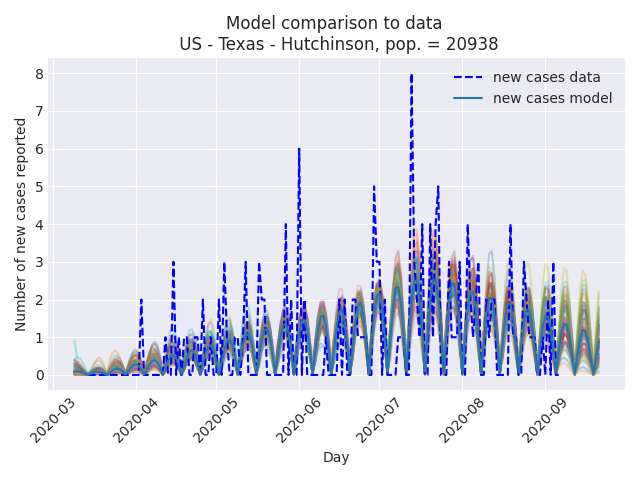 Model comparison to data
US - Texas - Hutchinson, pop. = 20938
new cases data
new cases model
Number of new cases reported
8
7
6
5
4
3
2
1
0
2020-03
2020-04
2020-05
2020-06
2020-07
2020-08
2020-09
Day